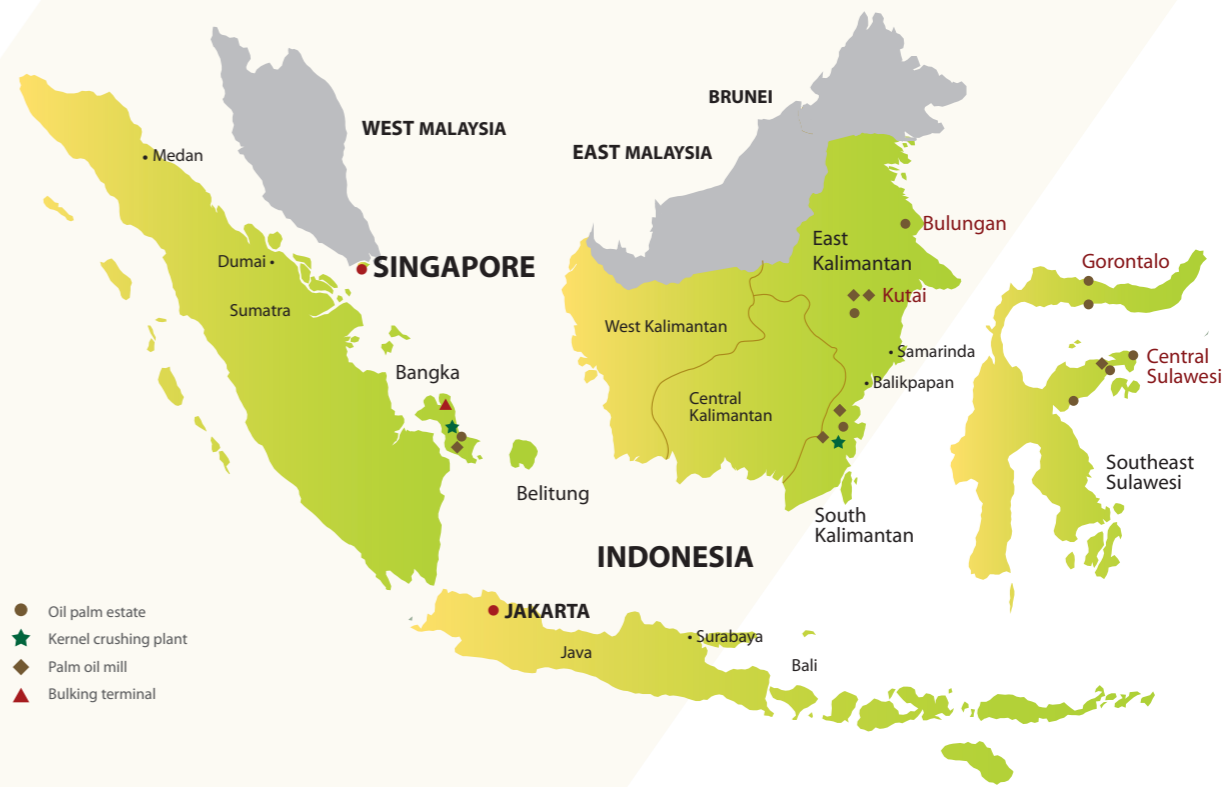 BRUNEI
WEST MALAYSIA
EAST MALAYSIA
Medan
Bulungan
East
Kalimantan
Dumai
SINGAPORE
Gorontalo
Sumatra
Kutai
West Kalimantan
Samarinda
Central
Sulawesi
Bangka
Balikpapan
Central
Kalimantan
Southeast
Sulawesi
Belitung
South
Kalimantan
INDONESIA
Oil palm estate
Kernel crushing plant
Palm oil mill
Bulking terminal
JAKARTA
Surabaya
Java
Bali